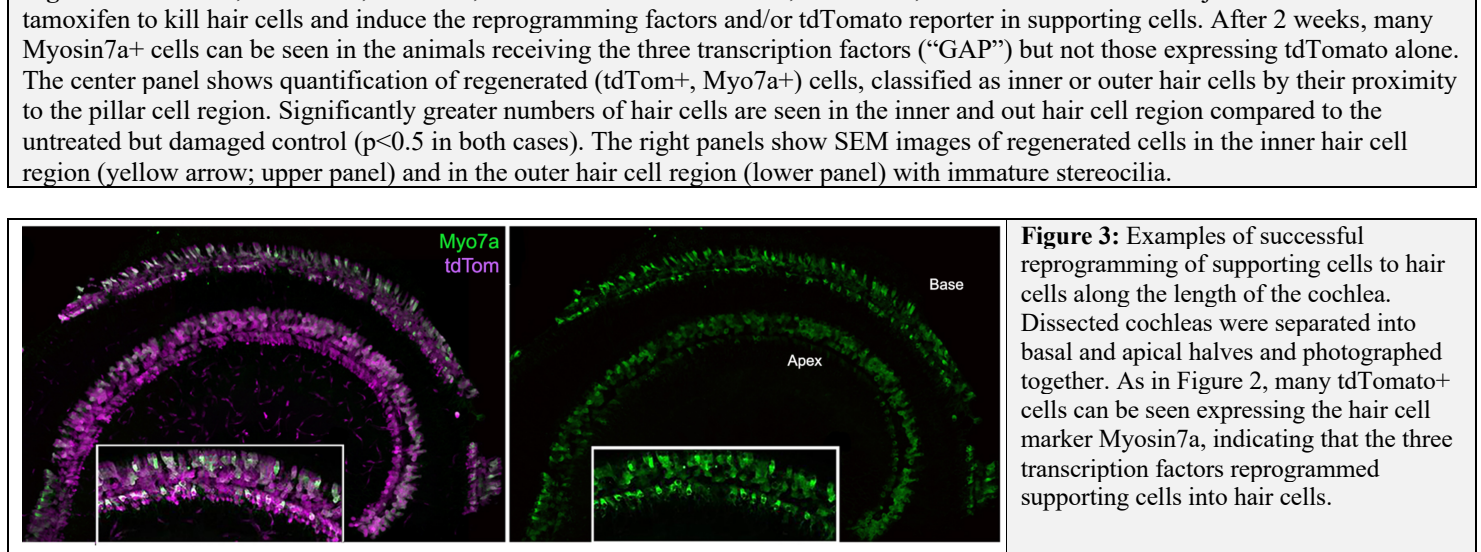 tamoxifen to kill hair cells and induce the reprogramming factors and/or tdTomato reporter in supporting cells. After 2 weeks, many
Myosin7a+ cells can be seen in the animals receiving the three transcription factors (“GAP”) but not those expressing tdTomato alone.
The center panel shows quantification of regenerated (tdTom+, Myo7a+) cells, classified as inner or outer hair cells by their proximity
to the pillar cell region. Significantly greater numbers of hair cells are seen in the inner and out hair cell region compared to the
untreated but damaged control (p<0.5 in both cases). The right panels show SEM images of regenerated cells in the inner hair cell
region (yellow arrow; upper panel) and in the outer hair cell region (lower panel) with immature stereocilia.
Myo7a
tdTom
Base
Apex
Figure 3: Examples of successful
reprogramming of supporting cells to hair
cells along the length of the cochlea.
Dissected cochleas were separated into
basal and apical halves and photographed
together. As in Figure 2, many tdTomato+
cells can be seen expressing the hair cell
marker Myosin7a, indicating that the three
transcription factors reprogrammed
supporting cells into hair cells.